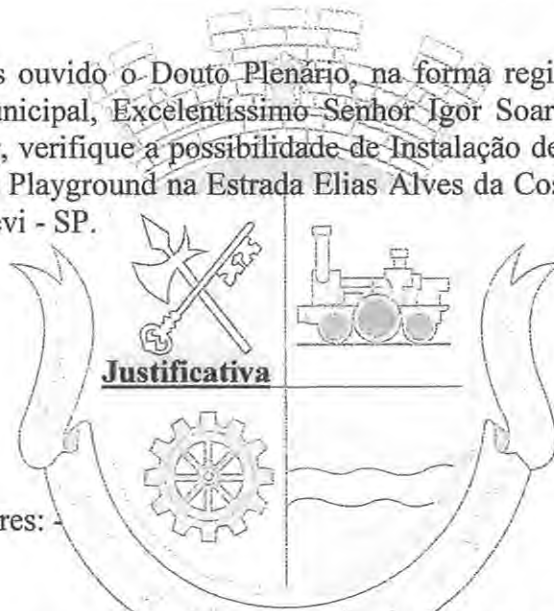 s ouvido o Douto Plenário, na forma regi
unicipal, Excelentíssimo Senhor Igor Soar
, verifique a possibilidade de Instalação de
Playground na Estrada Elias Alves da Cos
evi - SP.
Justificativa
res: -